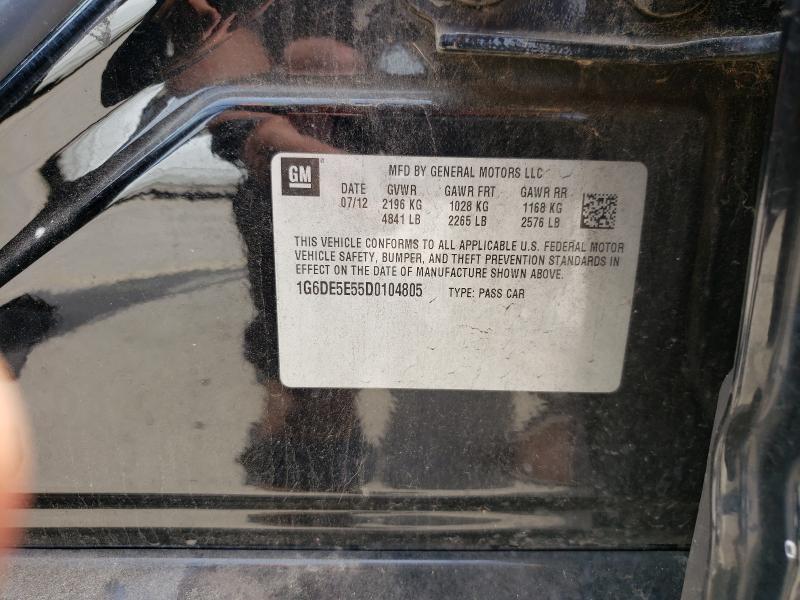 GM
MFD BY GENERAL MOTORS LLC
DATE GVWR GAWR FRT GAWR RR
07/12 2196 KG 1028 KG 1168 KG
4841 LB 2265 LB 2576 LB
THIS VEHICLE CONFORMS TO ALL APPLICABLE U.S. FEDERAL MOTOR
VEHICLE SAFETY, BUMPER, AND THEFT PREVENTION STANDARDS IN
EFFECT ON THE DATE OF MANUFACTURE SHOWN ABOVE.
1G6DE5E55D0104805 TYPE: PASS CAR